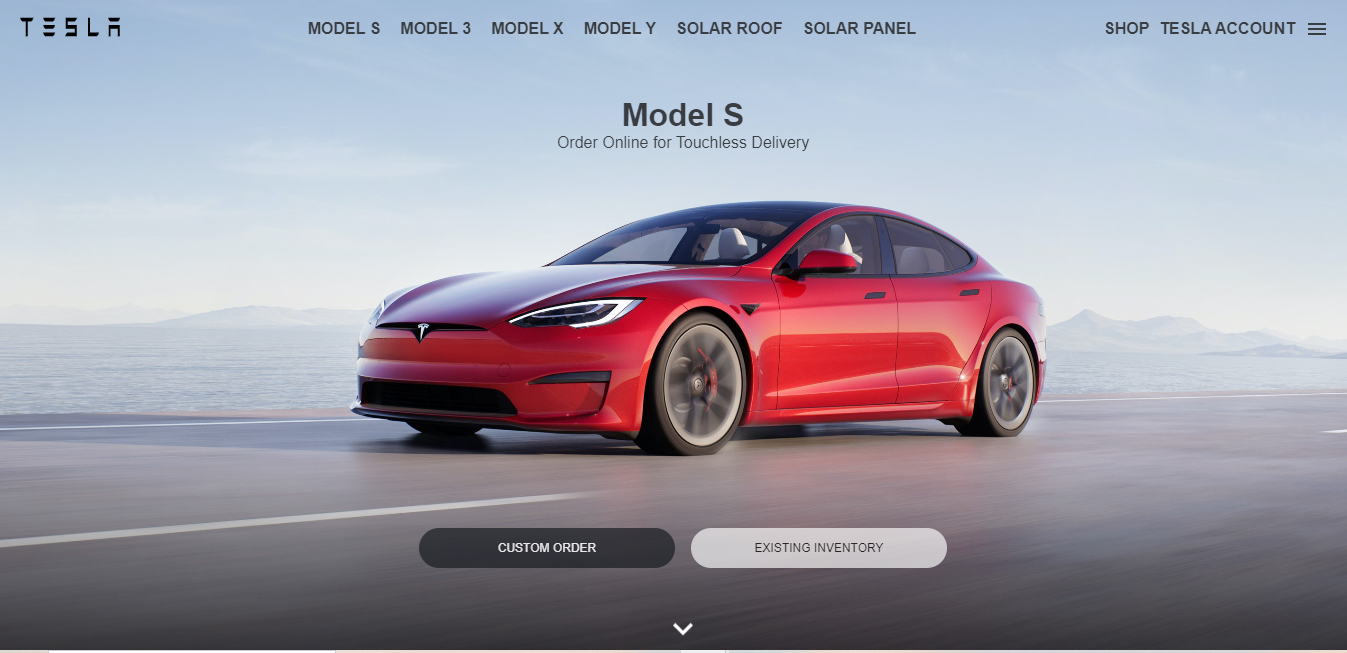 TESLA
MODEL S MODEL 3 MODEL X MODEL Y SOLAR ROOF SOLAR PANEL
SHOP TESLA ACCOUNT
Model S
Order Online for Touchless Delivery
CUSTOM ORDER
EXISTING INVENTORY